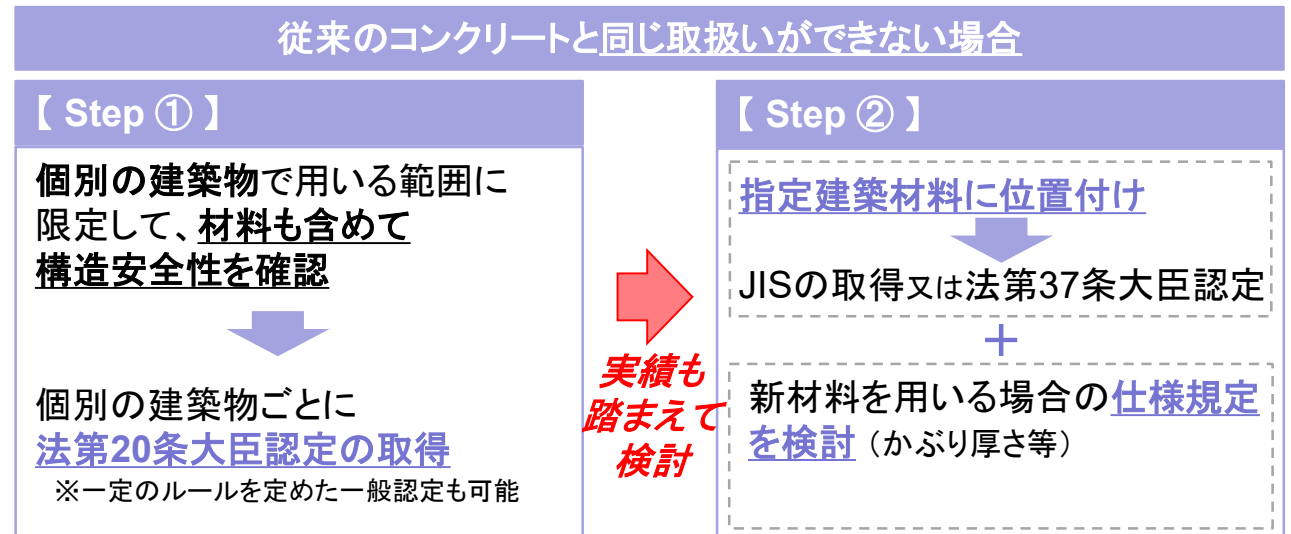 従来のコンクリートと同じ取扱いができない場合
【 Step ① 】
個別の建築物で用いる範囲に
限定して、材料も含めて
構造安全性を確認
個別の建築物ごとに
法第20条大臣認定の取得
※一定のルールを定めた一般認定も可能
実績も
踏まえて
検討
【 Step ② 】
指定建築材料に位置付け
JISの取得又は法第37条大臣認定
＋
新材料を用いる場合の仕様規定
を検討（かぶり厚さ等）